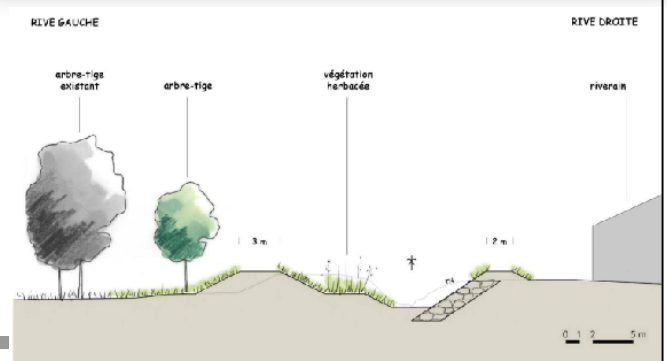 RIVE GAUCHE
RIVE DROITE
arbre-tige
existant
arbre-tige
végétation
herbacée
riverain
3 m
2 m
0 1 2 5 m